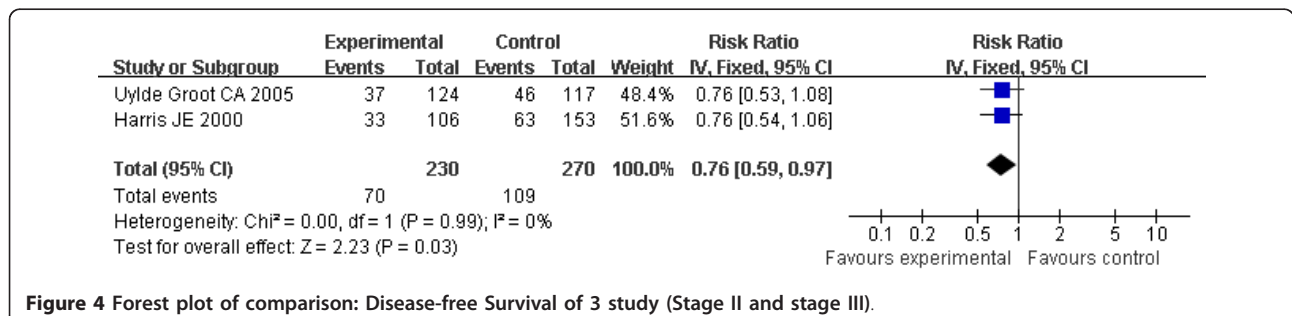 Experimental Control Risk Ratio Risk Ratio
Study or Subgroup Events Total Events Total Weight IV, Fixed, 95% CI IV, Fixed, 95% CI
Uylde Groot CA 2005 37 124 46 117 48.4% 0.76 [0.53, 1.08]
Harris JE 2000 33 106 63 153 51.6% 0.76 [0.54, 1.06]
Total (95% CI) 230 270 100.0% 0.76 [0.59, 0.97]
Total events 70 109
Heterogeneity: Chi² = 0.00, df = 1 (P = 0.99); I² = 0%
Test for overall effect: Z = 2.23 (P = 0.03)
0.1 0.2 0.5 1 2 5 10
Favours experimental Favours control
Figure 4 Forest plot of comparison: Disease-free Survival of 3 study (Stage II and stage III).